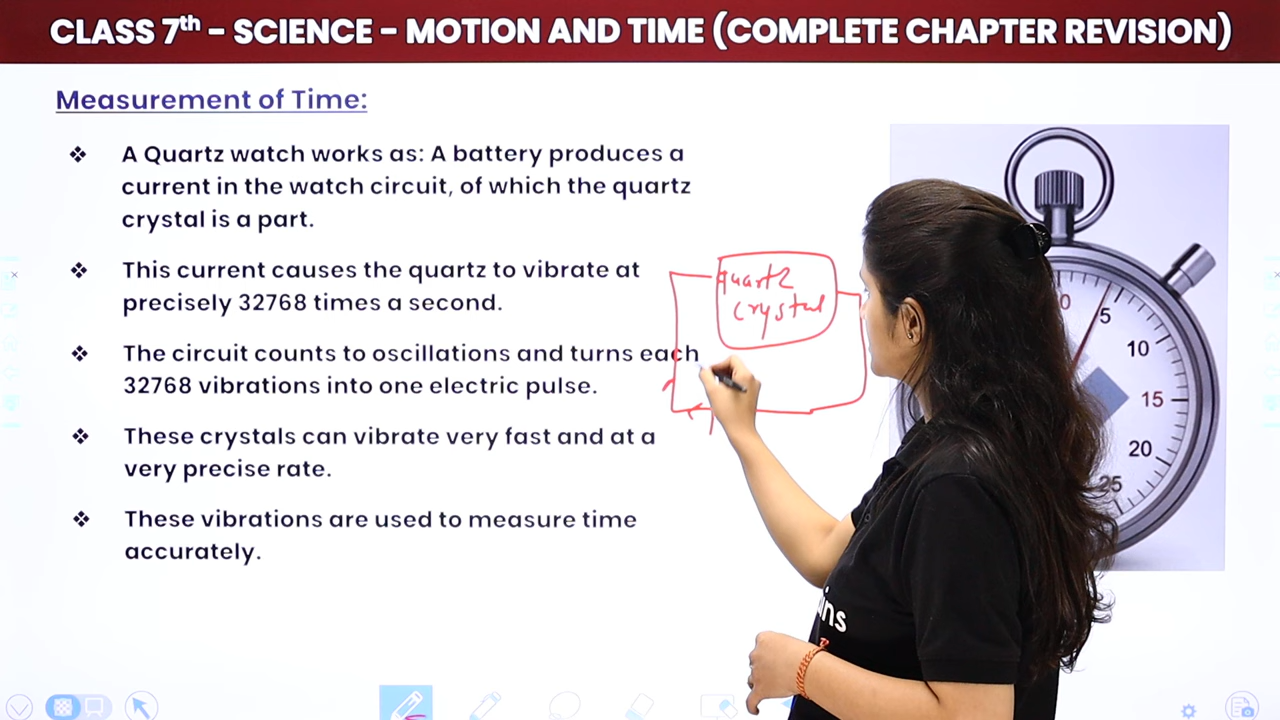 CLASS 7th – SCIENCE – MOTION AND TIME (COMPLETE CHAPTER REVISION)
Measurement of Time:
❖ A Quartz watch works as: A battery produces a
current in the watch circuit, of which the quartz
crystal is a part.
❖ This current causes the quartz to vibrate at
precisely 32768 times a second.
❖ The circuit counts to oscillations and turns each
32768 vibrations into one electric pulse.
❖ These crystals can vibrate very fast and at a
very precise rate.
❖ These vibrations are used to measure time
accurately.
quartz
crystal
0
5
10
15
20
25
ins